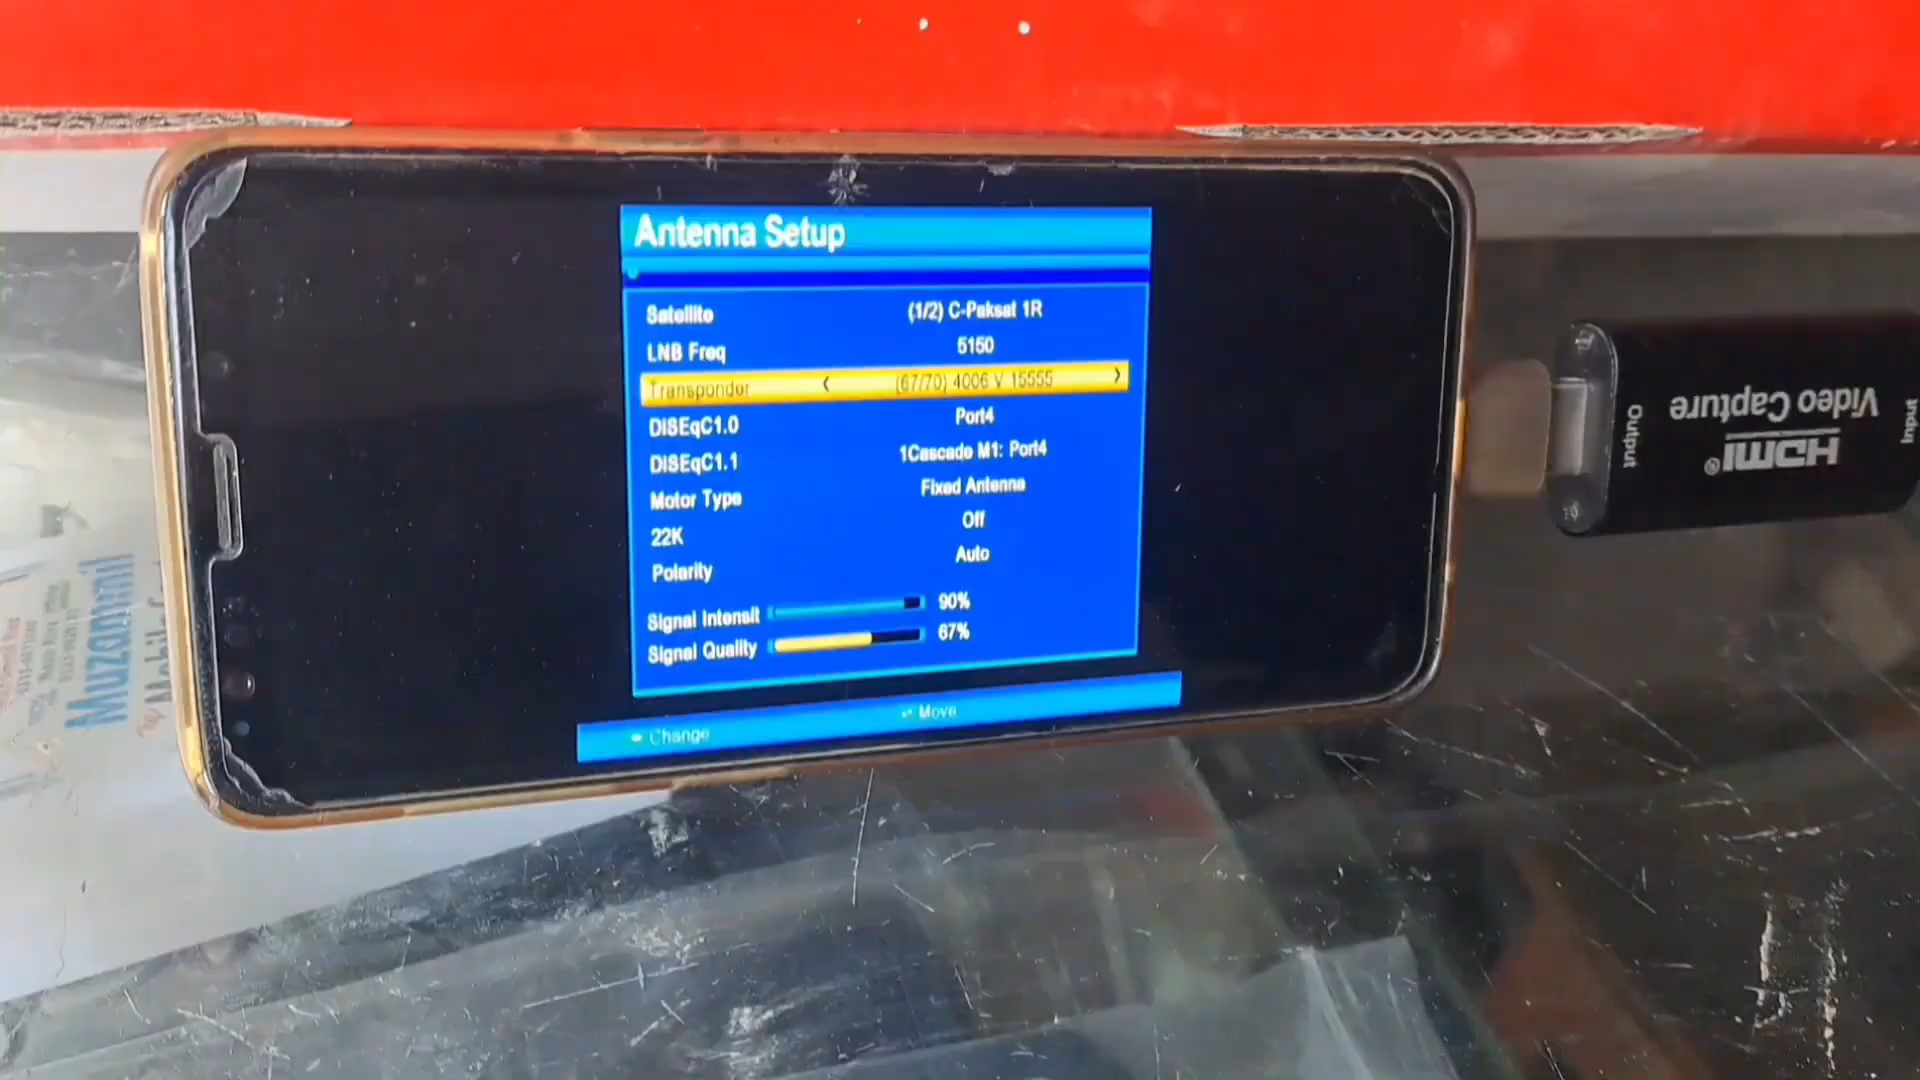 Antenna Setup
Satellite (1/2) C-Paksat 1R
LNB Freq 5150
Transponder (67/70) 4006 V 15555
DiSEqC1.0 Port4
DiSEqC1.1 1Cascade M1: Port4
Motor Type Fixed Antenna
22K Off
Polarity Auto
Signal Intensit 90%
Signal Quality 67%
Change Move
HDMI®
Video Capture
Output
Input
Muzammil